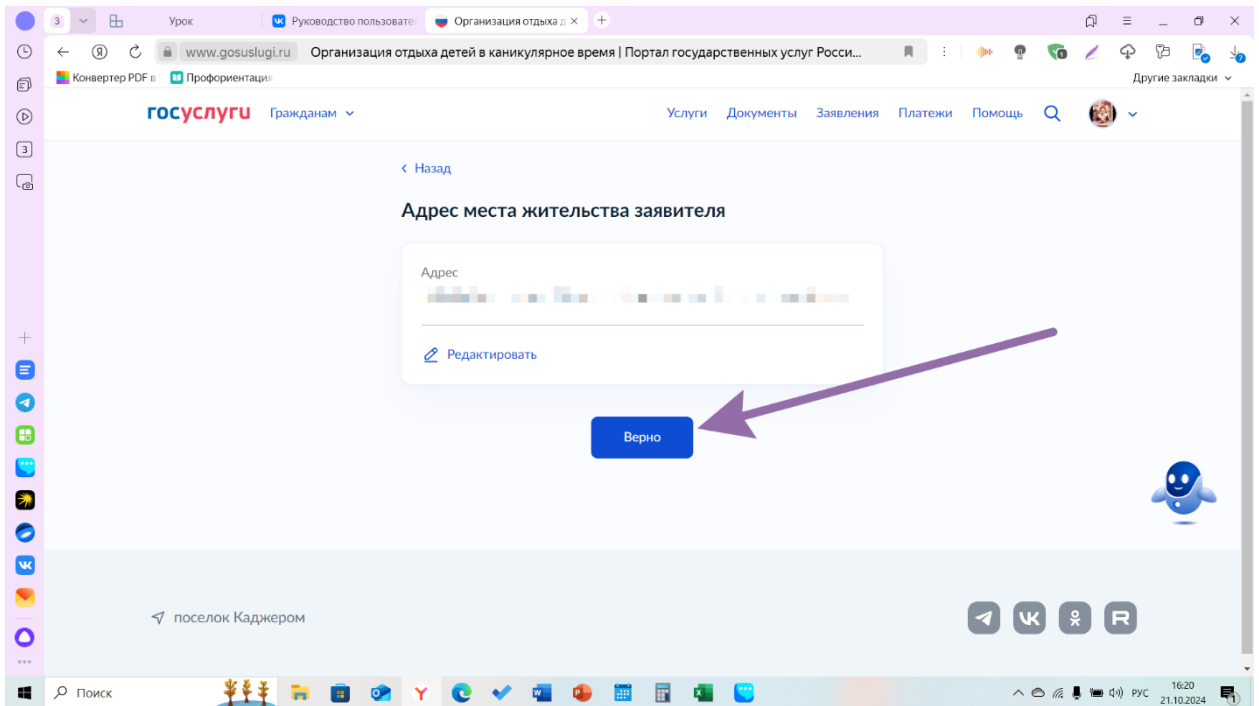 3
Урок
Руководство пользовате
Организация отдыха д
www.gosuslugi.ru Организация отдыха детей в каникулярное время | Портал государственных услуг Росси...
Конвертер PDF в
Профориентация
Другие закладки
госуслуги Гражданам
Услуги Документы Заявления Платежи Помощь
3
Назад
Адрес места жительства заявителя
Адрес
Редактировать
Верно
поселок Каджером
Поиск
РУС
16:20
21.10.2024